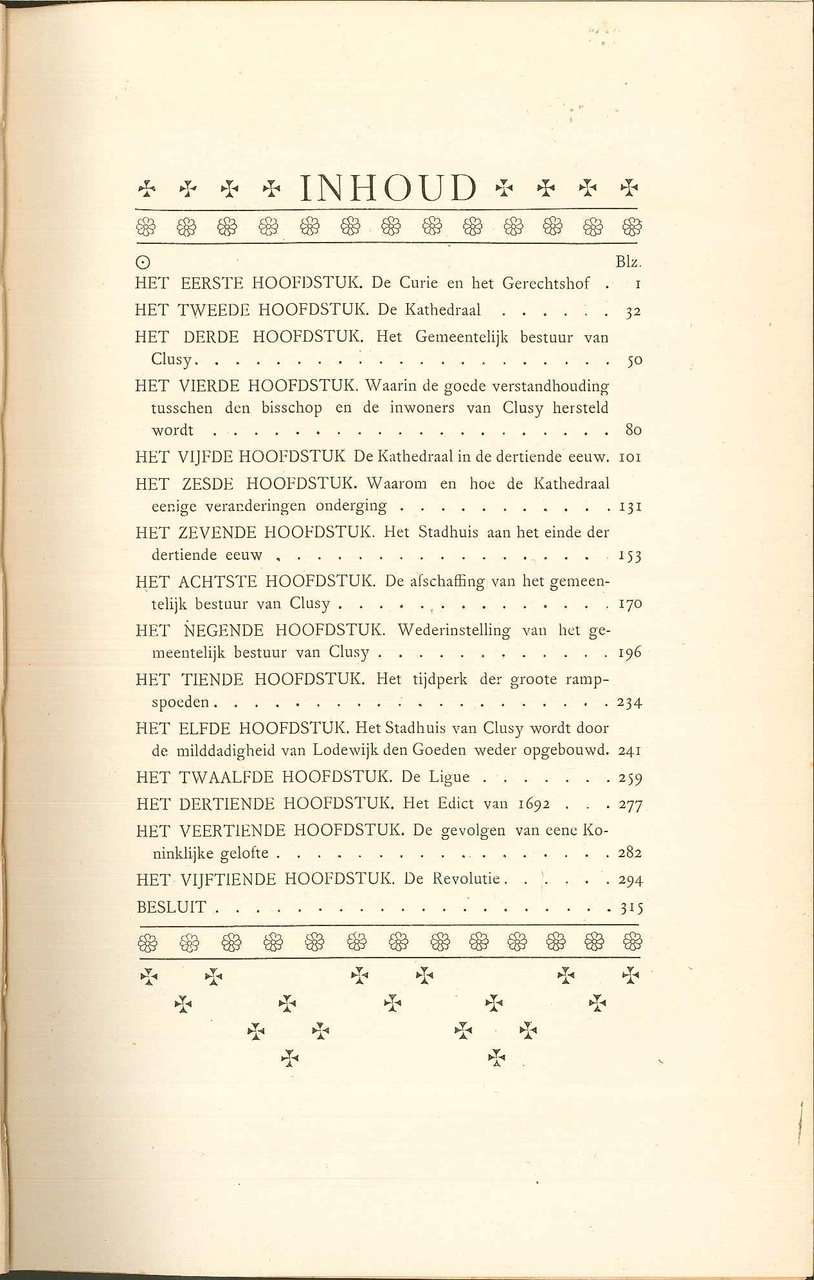 INHOUD
Blz.
HET EERSTE HOOFDSTUK. De Curie en het Gerechtshof . 1
HET TWEEDE HOOFDSTUK. De Kathedraal . . . . . . 32
HET DERDE HOOFDSTUK. Het Gemeentelijk bestuur van
Clusy. . . . . . . . . . . . . . . . . . . . 50
HET VIERDE HOOFDSTUK. Waarin de goede verstandhouding
tusschen den bisschop en de inwoners van Clusy hersteld
wordt . . . . . . . . . . . . . . . . . . . 80
HET VIJFDE HOOFDSTUK De Kathedraal in de dertiende eeuw. 101
HET ZESDE HOOFDSTUK. Waarom en hoe de Kathedraal
eenige veranderingen onderging . . . . . . . . . . . 131
HET ZEVENDE HOOFDSTUK. Het Stadhuis aan het einde der
dertiende eeuw . . . . . . . . . . . . . . . . 153
HET ACHTSTE HOOFDSTUK. De afschaffing van het gemeen-
telijk bestuur van Clusy . . . . . . . . . . . . . . 170
HET NEGENDE HOOFDSTUK. Wederinstelling van het ge-
meentelijk bestuur van Clusy . . . . . . . . . . . . 196
HET TIENDE HOOFDSTUK. Het tijdperk der groote ramp-
spoeden . . . . . . . . . . . . . . . . . . . . 234
HET ELFDE HOOFDSTUK. Het Stadhuis van Clusy wordt door
de milddadigheid van Lodewijk den Goeden weder opgebouwd. 241
HET TWAALFDE HOOFDSTUK. De Ligue . . . . . . . 259
HET DERTIENDE HOOFDSTUK. Het Edict van 1692 . . . 277
HET VEERTIENDE HOOFDSTUK. De gevolgen van eene Ko-
ninklijke gelofte . . . . . . . . . . . . . . . . . 282
HET VIJFTIENDE HOOFDSTUK. De Revolutie . . . . . . 294
BESLUIT . . . . . . . . . . . . . . . . . . . . 315